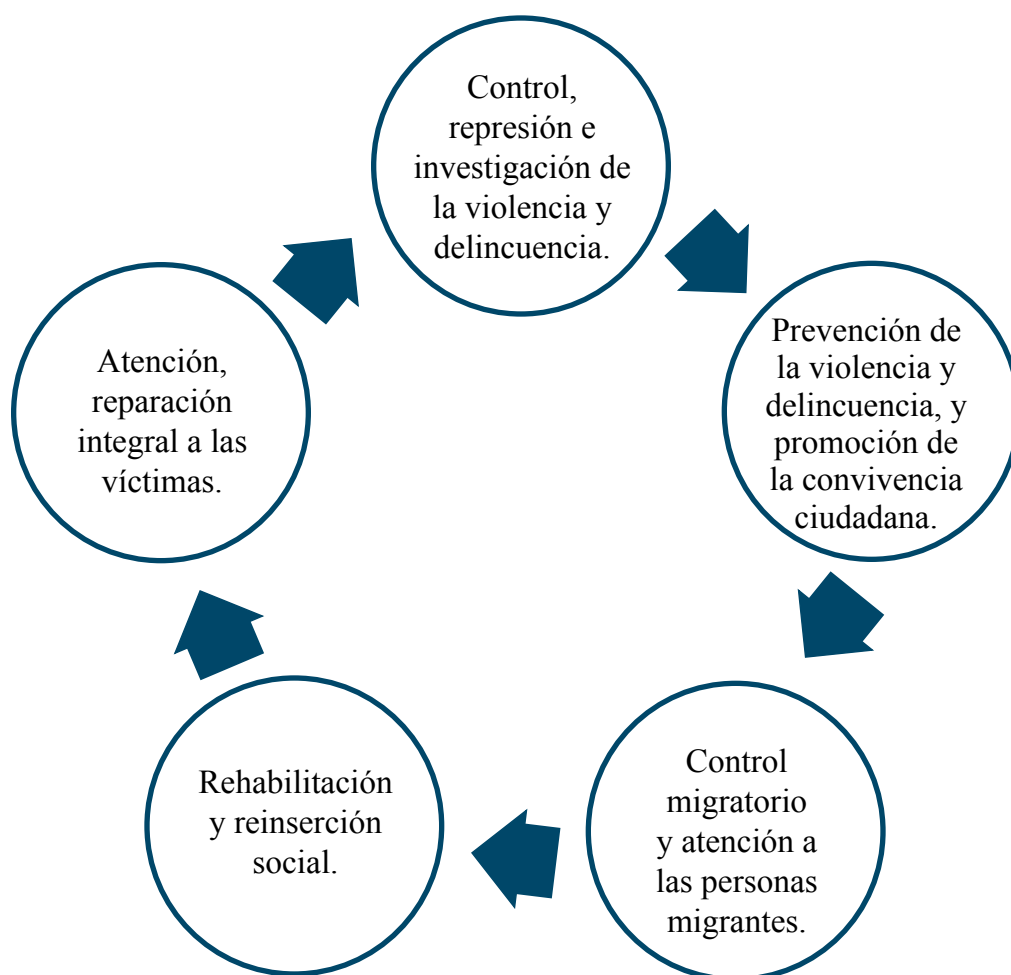 Control,
represión e
investigación de
la violencia y
delincuencia.
Prevención de
la violencia y
delincuencia, y
promoción de
la convivencia
ciudadana.
Control
migratorio
y atención a
las personas
migrantes.
Rehabilitación
y reinserción
social.
Atención,
reparación
integral a las
víctimas.